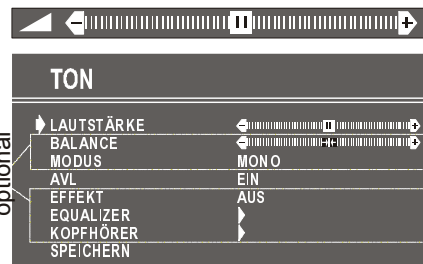 TON
LAUTSTÄRKE
BALANCE
MODUS MONO
AVL EIN
EFFEKT AUS
EQUALIZER
KOPFHÖRER
SPEICHERN
optional